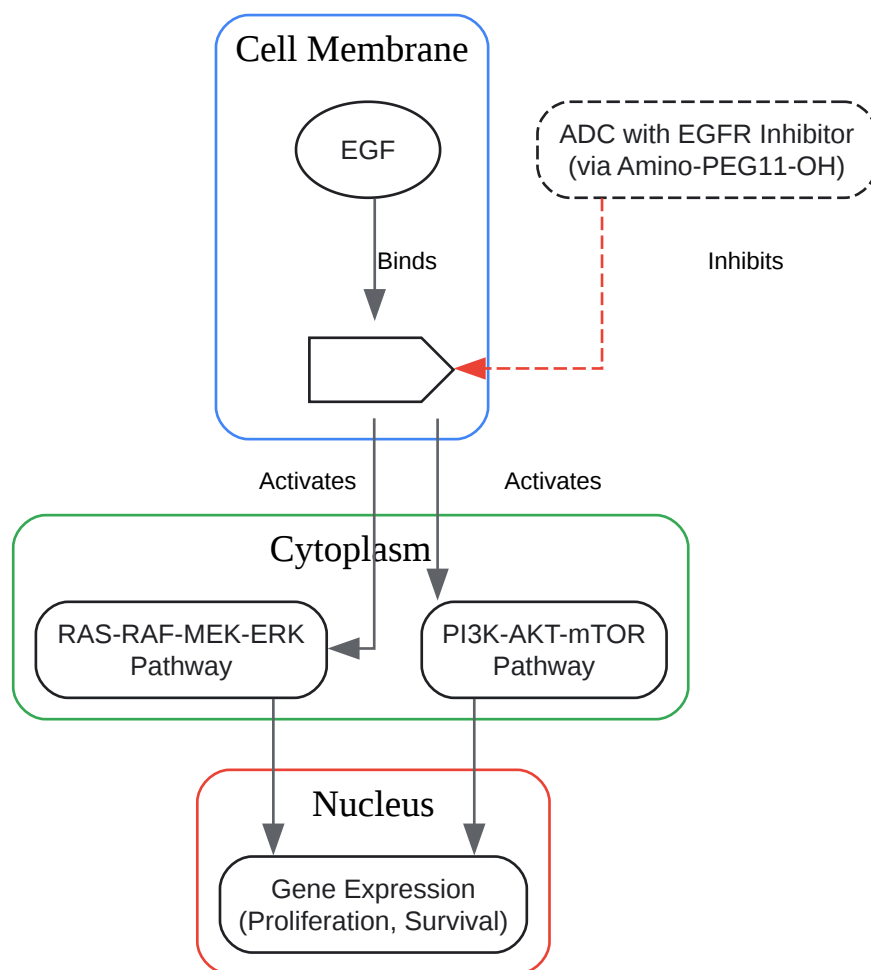 Cell Membrane
EGF
ADC with EGFR Inhibitor
(via Amino-PEG11-OH)
Binds
Inhibits
Activates
Activates
Cytoplasm
RAS-RAF-MEK-ERK
Pathway
PI3K-AKT-mTOR
Pathway
Nucleus
Gene Expression
(Proliferation, Survival)